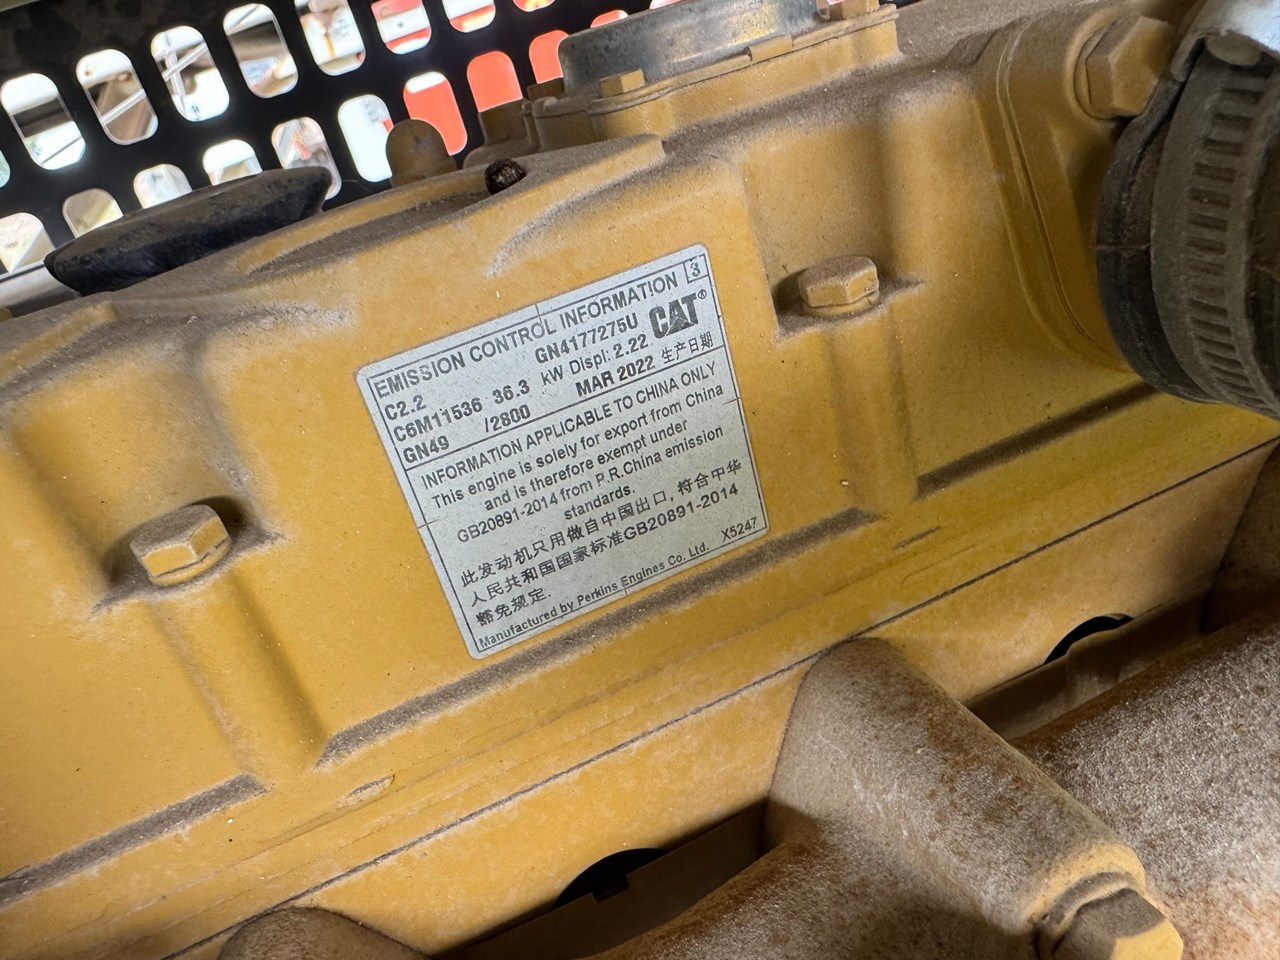 EMISSION CONTROL INFORMATION 3
C2.2 GN4177275U CAT®
C6M11536 36.3 kW Displ: 2.22
GN49 /2800 MAR 2022 生产日期
INFORMATION APPLICABLE TO CHINA ONLY
This engine is solely for export from China
and is therefore exempt under
GB20891-2014 from P.R.China emission
standards.
此发动机只用做自中国出口, 符合中华
人民共和国国家标准GB20891-2014
豁免规定.
Manufactured by Perkins Engines Co. Ltd. X5247